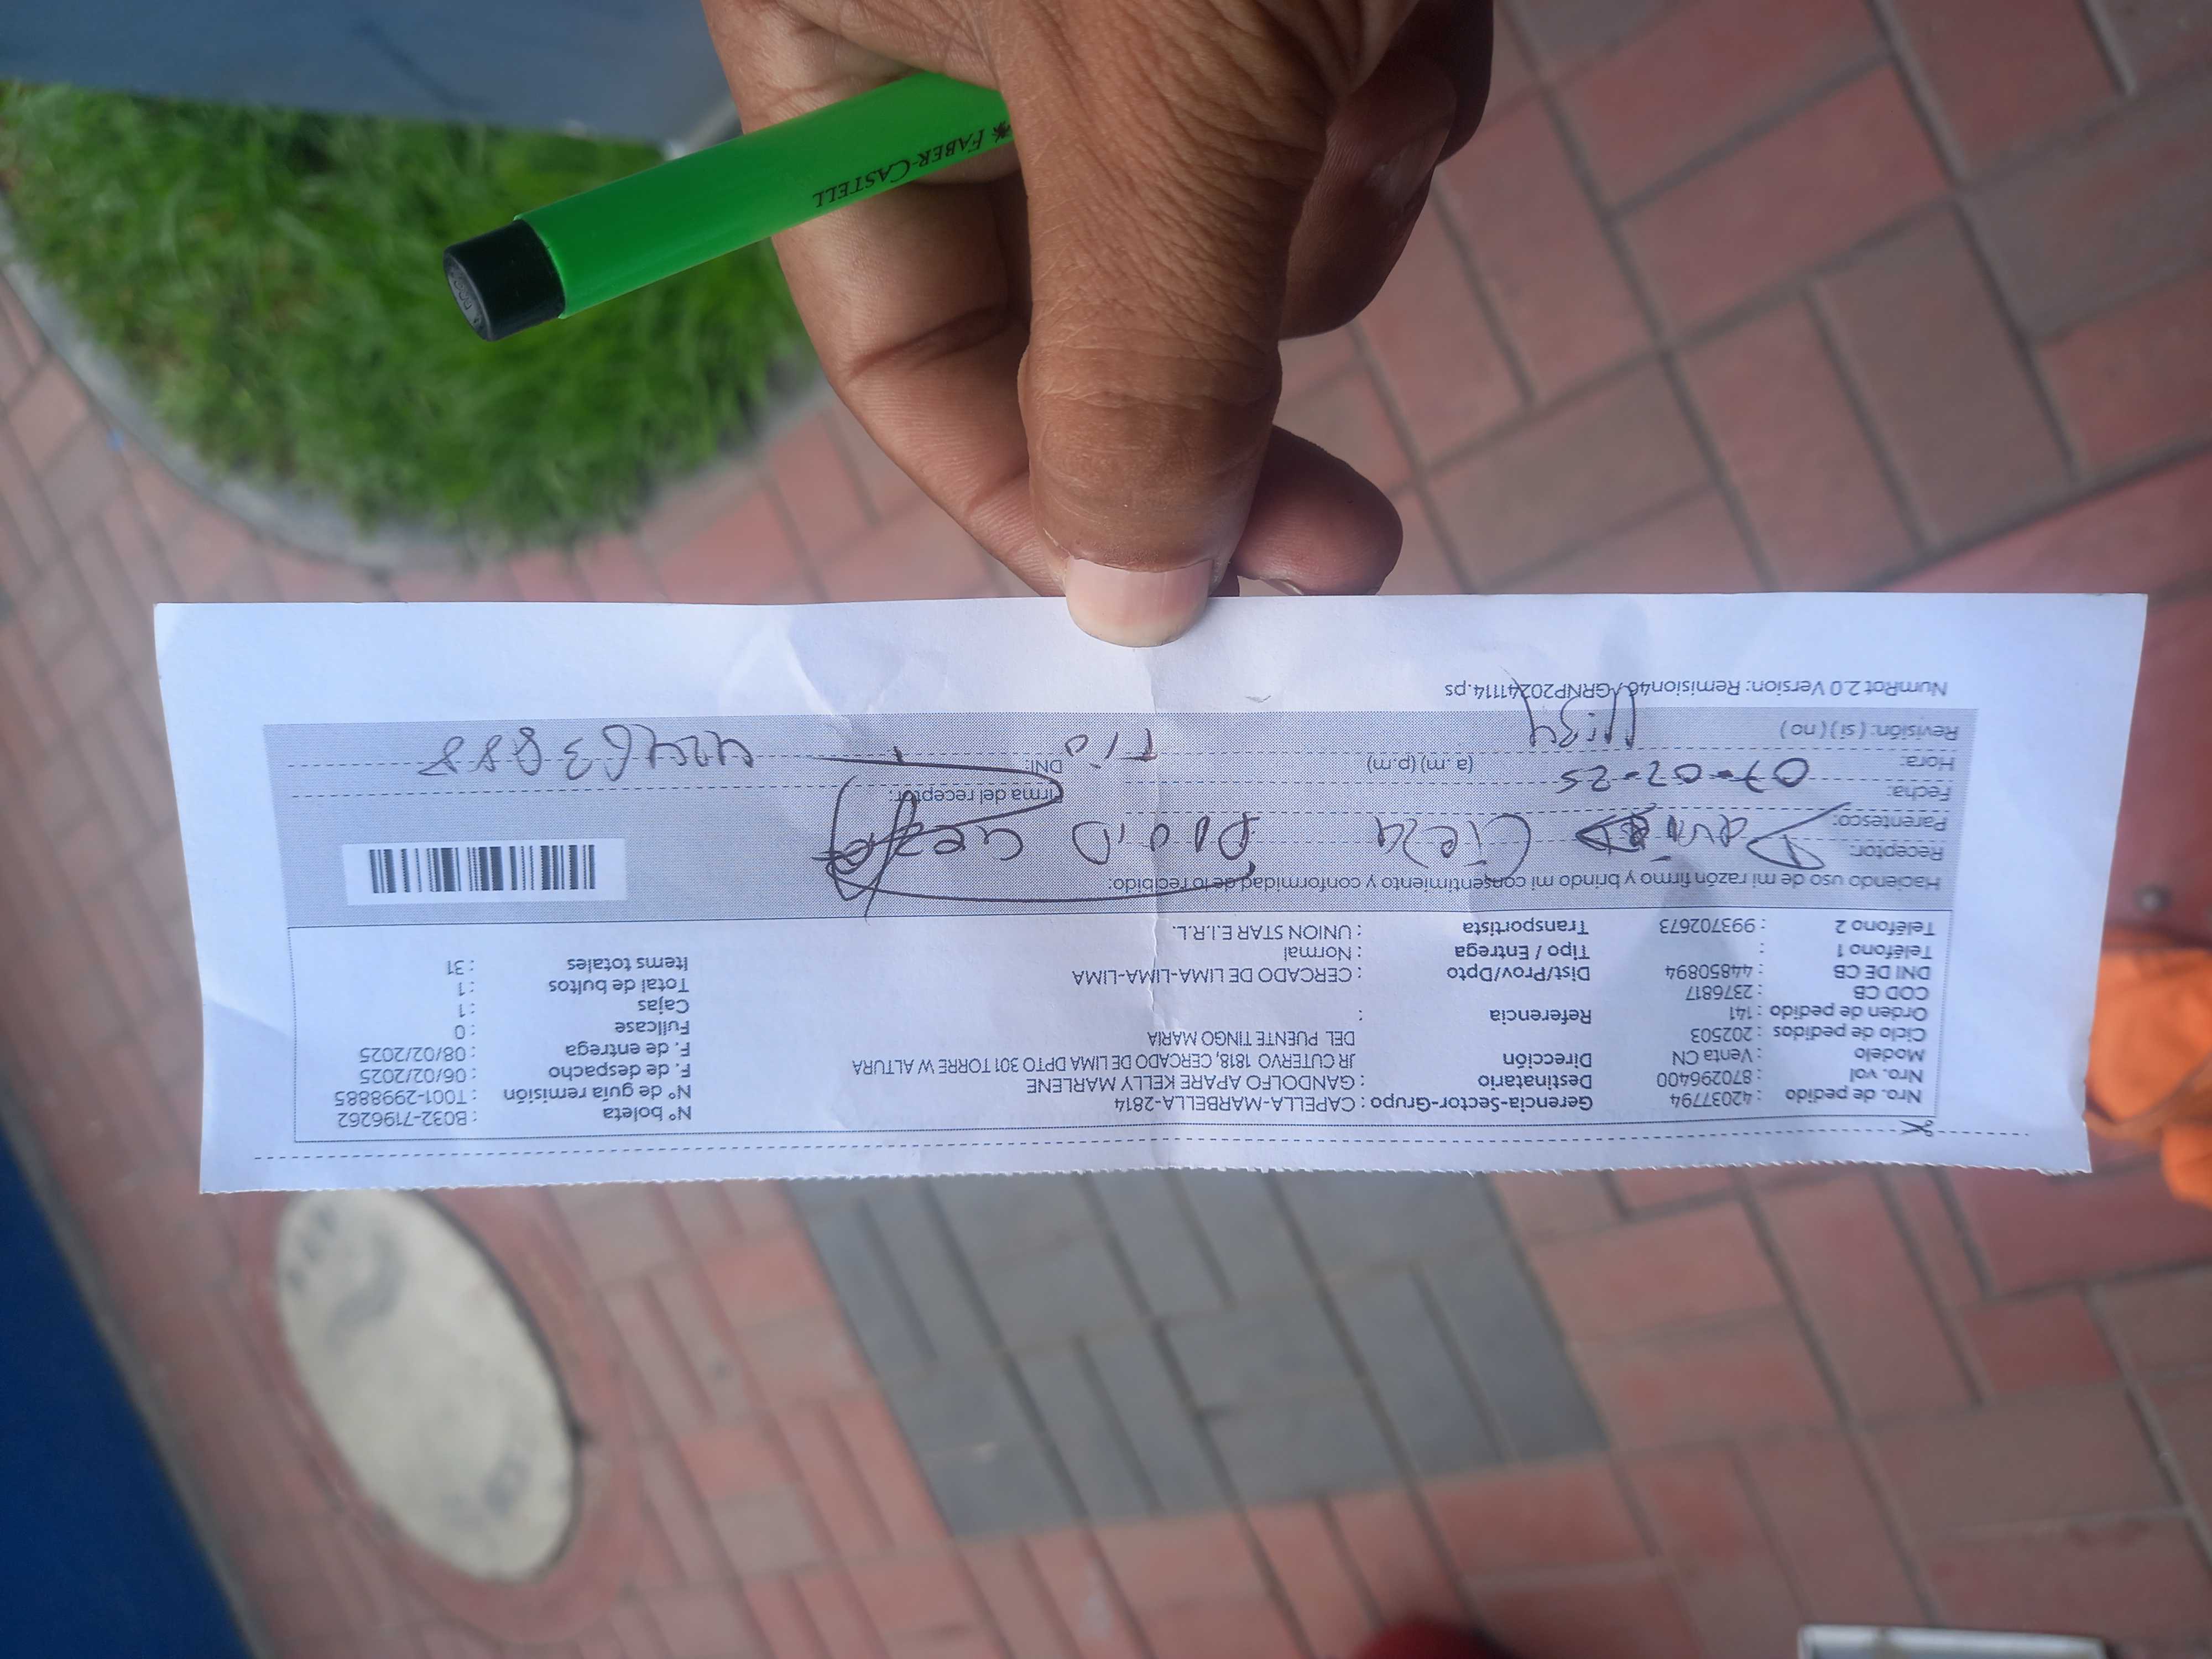 Nro. de pedido : 42037794 Gerencia-Sector-Grupo : CAPELLA-MARBELLA-2814 N° boleta : B032-7196262
Nro. vol : 870296400 Destinatario : GANDOLFO APARE KELLY MARLENE N° de guía remisión : T001-2998885
Modelo : Venta CN Dirección JR CUTERVO 1818, CERCADO DE LIMA DPTO 301 TORRE W ALTURA F. de despacho : 06/02/2025
Ciclo de pedidos : 202503 DEL PUENTE TINGO MARIA F. de entrega : 08/02/2025
Orden de pedido : 141 Referencia : Fullcase : 0
COD CB : 2376817 Cajas : 1
DNI DE CB : 44850894 Dist/Prov/Dpto : CERCADO DE LIMA-LIMA-LIMA Total de bultos : 1
Teléfono 1 : Tipo / Entrega : Normal Items totales : 31
Teléfono 2 : 993702673 Transportista : UNION STAR E.I.R.L.
Haciendo uso de mi razón firmo y brindo mi consentimiento y conformidad de lo recibido:
Receptor: David Cieza
Parentesco:
Fecha: 07-02-25 Firma del receptor:
Hora: 11:34 (a.m) (p.m) Tio DNI:
Revisión: ( si ) ( no )
NumRot 2.0 Version: Remision46 / GRNP20241114.ps
FABER-CASTELL